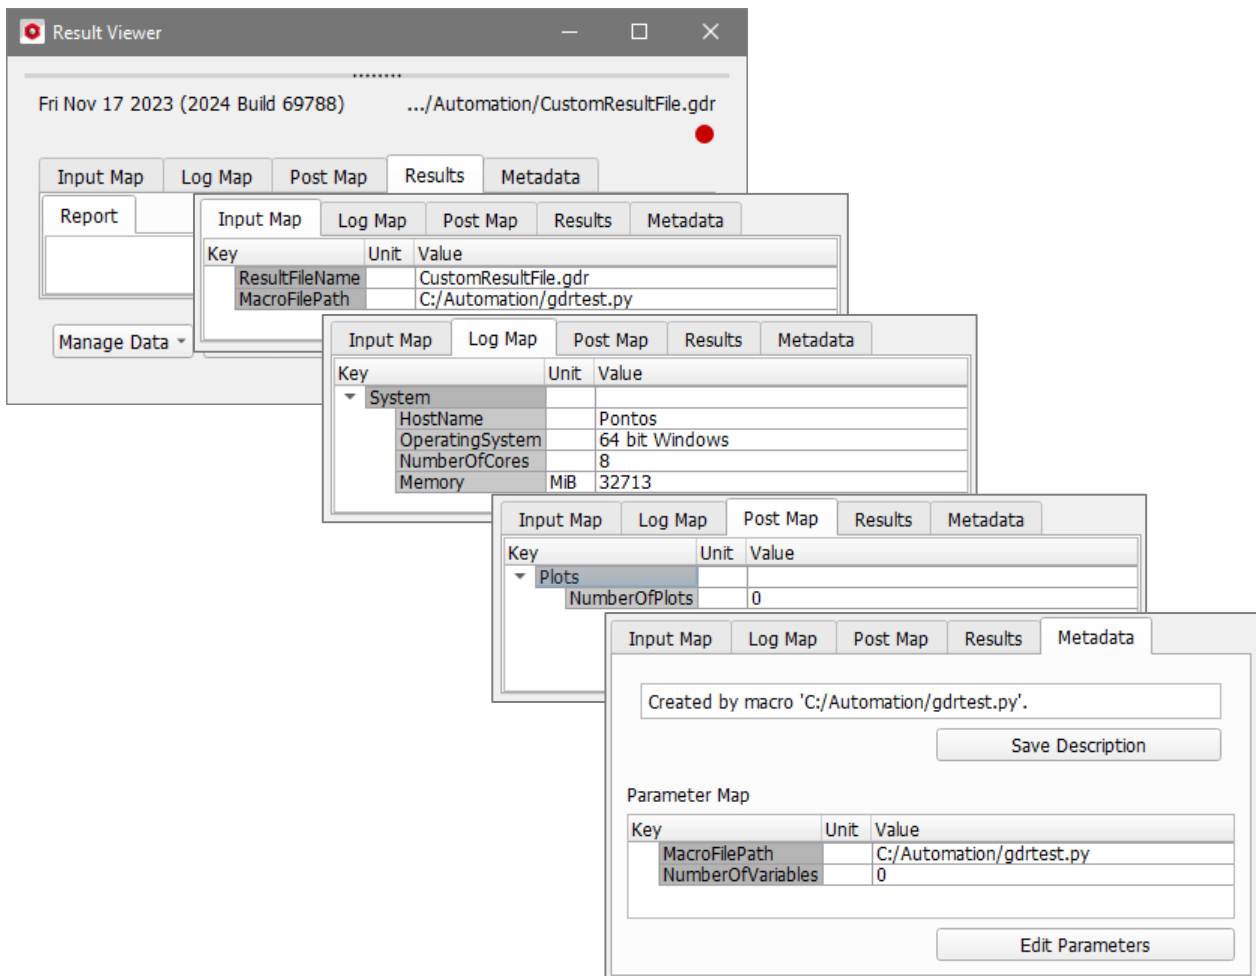 Result Viewer
Fri Nov 17 2023 (2024 Build 69788) .../Automation/CustomResultFile.gdr
Input Map Log Map Post Map Results Metadata
Report
Manage Data
Input Map Log Map Post Map Results Metadata
Key Unit Value
ResultFileName CustomResultFile.gdr
MacroFilePath C:/Automation/gdrtest.py
Input Map Log Map Post Map Results Metadata
Key Unit Value
System
HostName Pontos
OperatingSystem 64 bit Windows
NumberOfCores 8
Memory MiB 32713
Input Map Log Map Post Map Results Metadata
Key Unit Value
Plots
NumberOfPlots 0
Input Map Log Map Post Map Results Metadata
Created by macro 'C:/Automation/gdrtest.py'.
Save Description
Parameter Map
Key Unit Value
MacroFilePath C:/Automation/gdrtest.py
NumberOfVariables 0
Edit Parameters